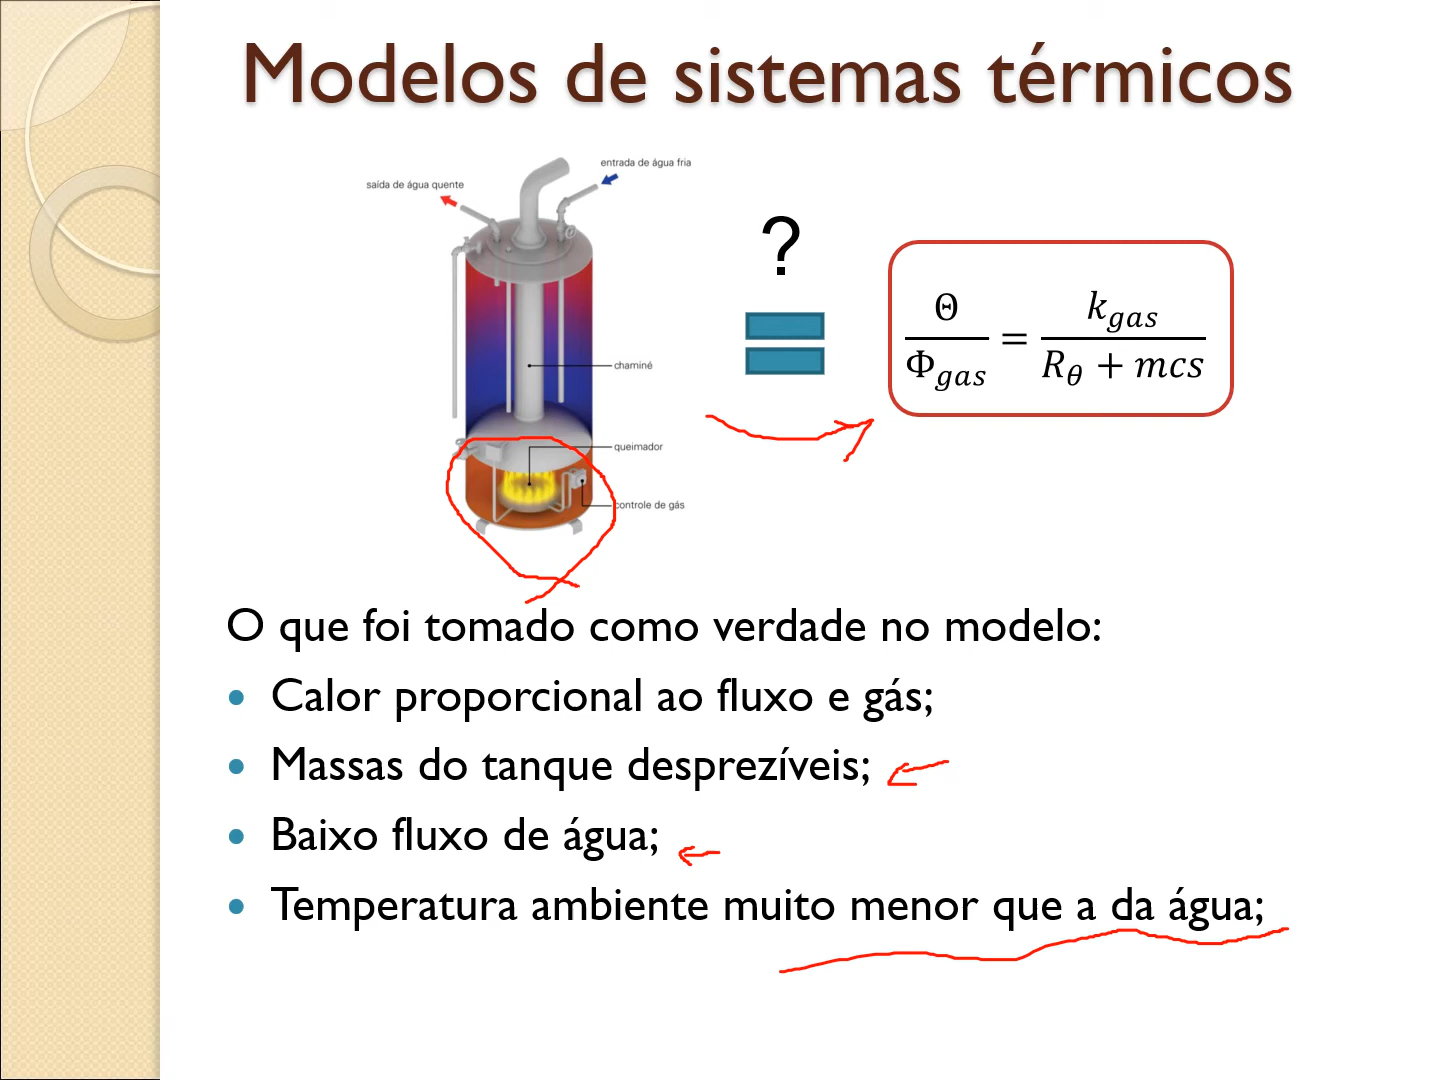 Modelos de sistemas térmicos
entrada de água fria
saída de água quente
?
Θ / Φ_gas = k_gas / (R_θ + mcs)
chaminé
queimador
controle de gás
O que foi tomado como verdade no modelo:
• Calor proporcional ao fluxo e gás;
• Massas do tanque desprezíveis;
• Baixo fluxo de água;
• Temperatura ambiente muito menor que a da água;